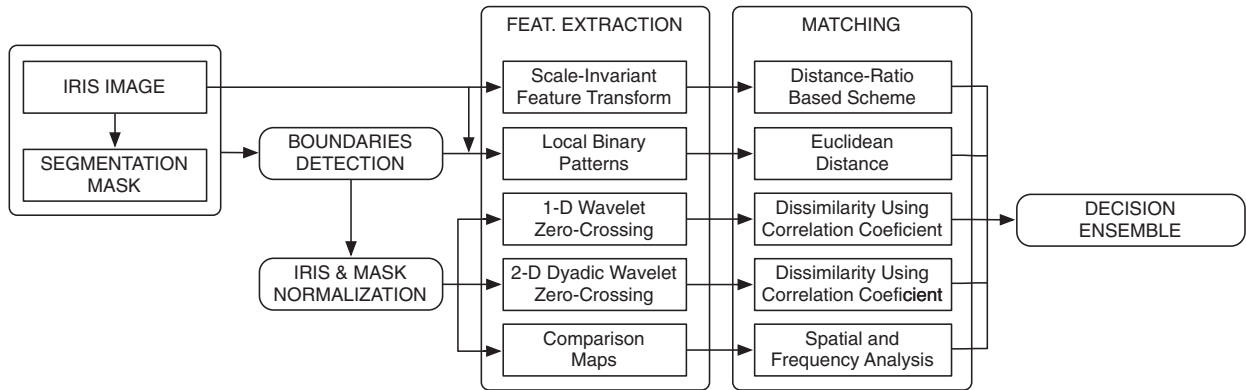 FEAT. EXTRACTION
MATCHING
IRIS IMAGE
Scale-Invariant
Feature Transform
Distance-Ratio
Based Scheme
SEGMENTATION
MASK
BOUNDARIES
DETECTION
Local Binary
Patterns
Euclidean
Distance
1-D Wavelet
Zero-Crossing
Dissimilarity Using
Correlation Coeficient
DECISION
ENSEMBLE
IRIS & MASK
NORMALIZATION
2-D Dyadic Wavelet
Zero-Crossing
Dissimilarity Using
Correlation Coeficient
Comparison
Maps
Spatial and
Frequency Analysis